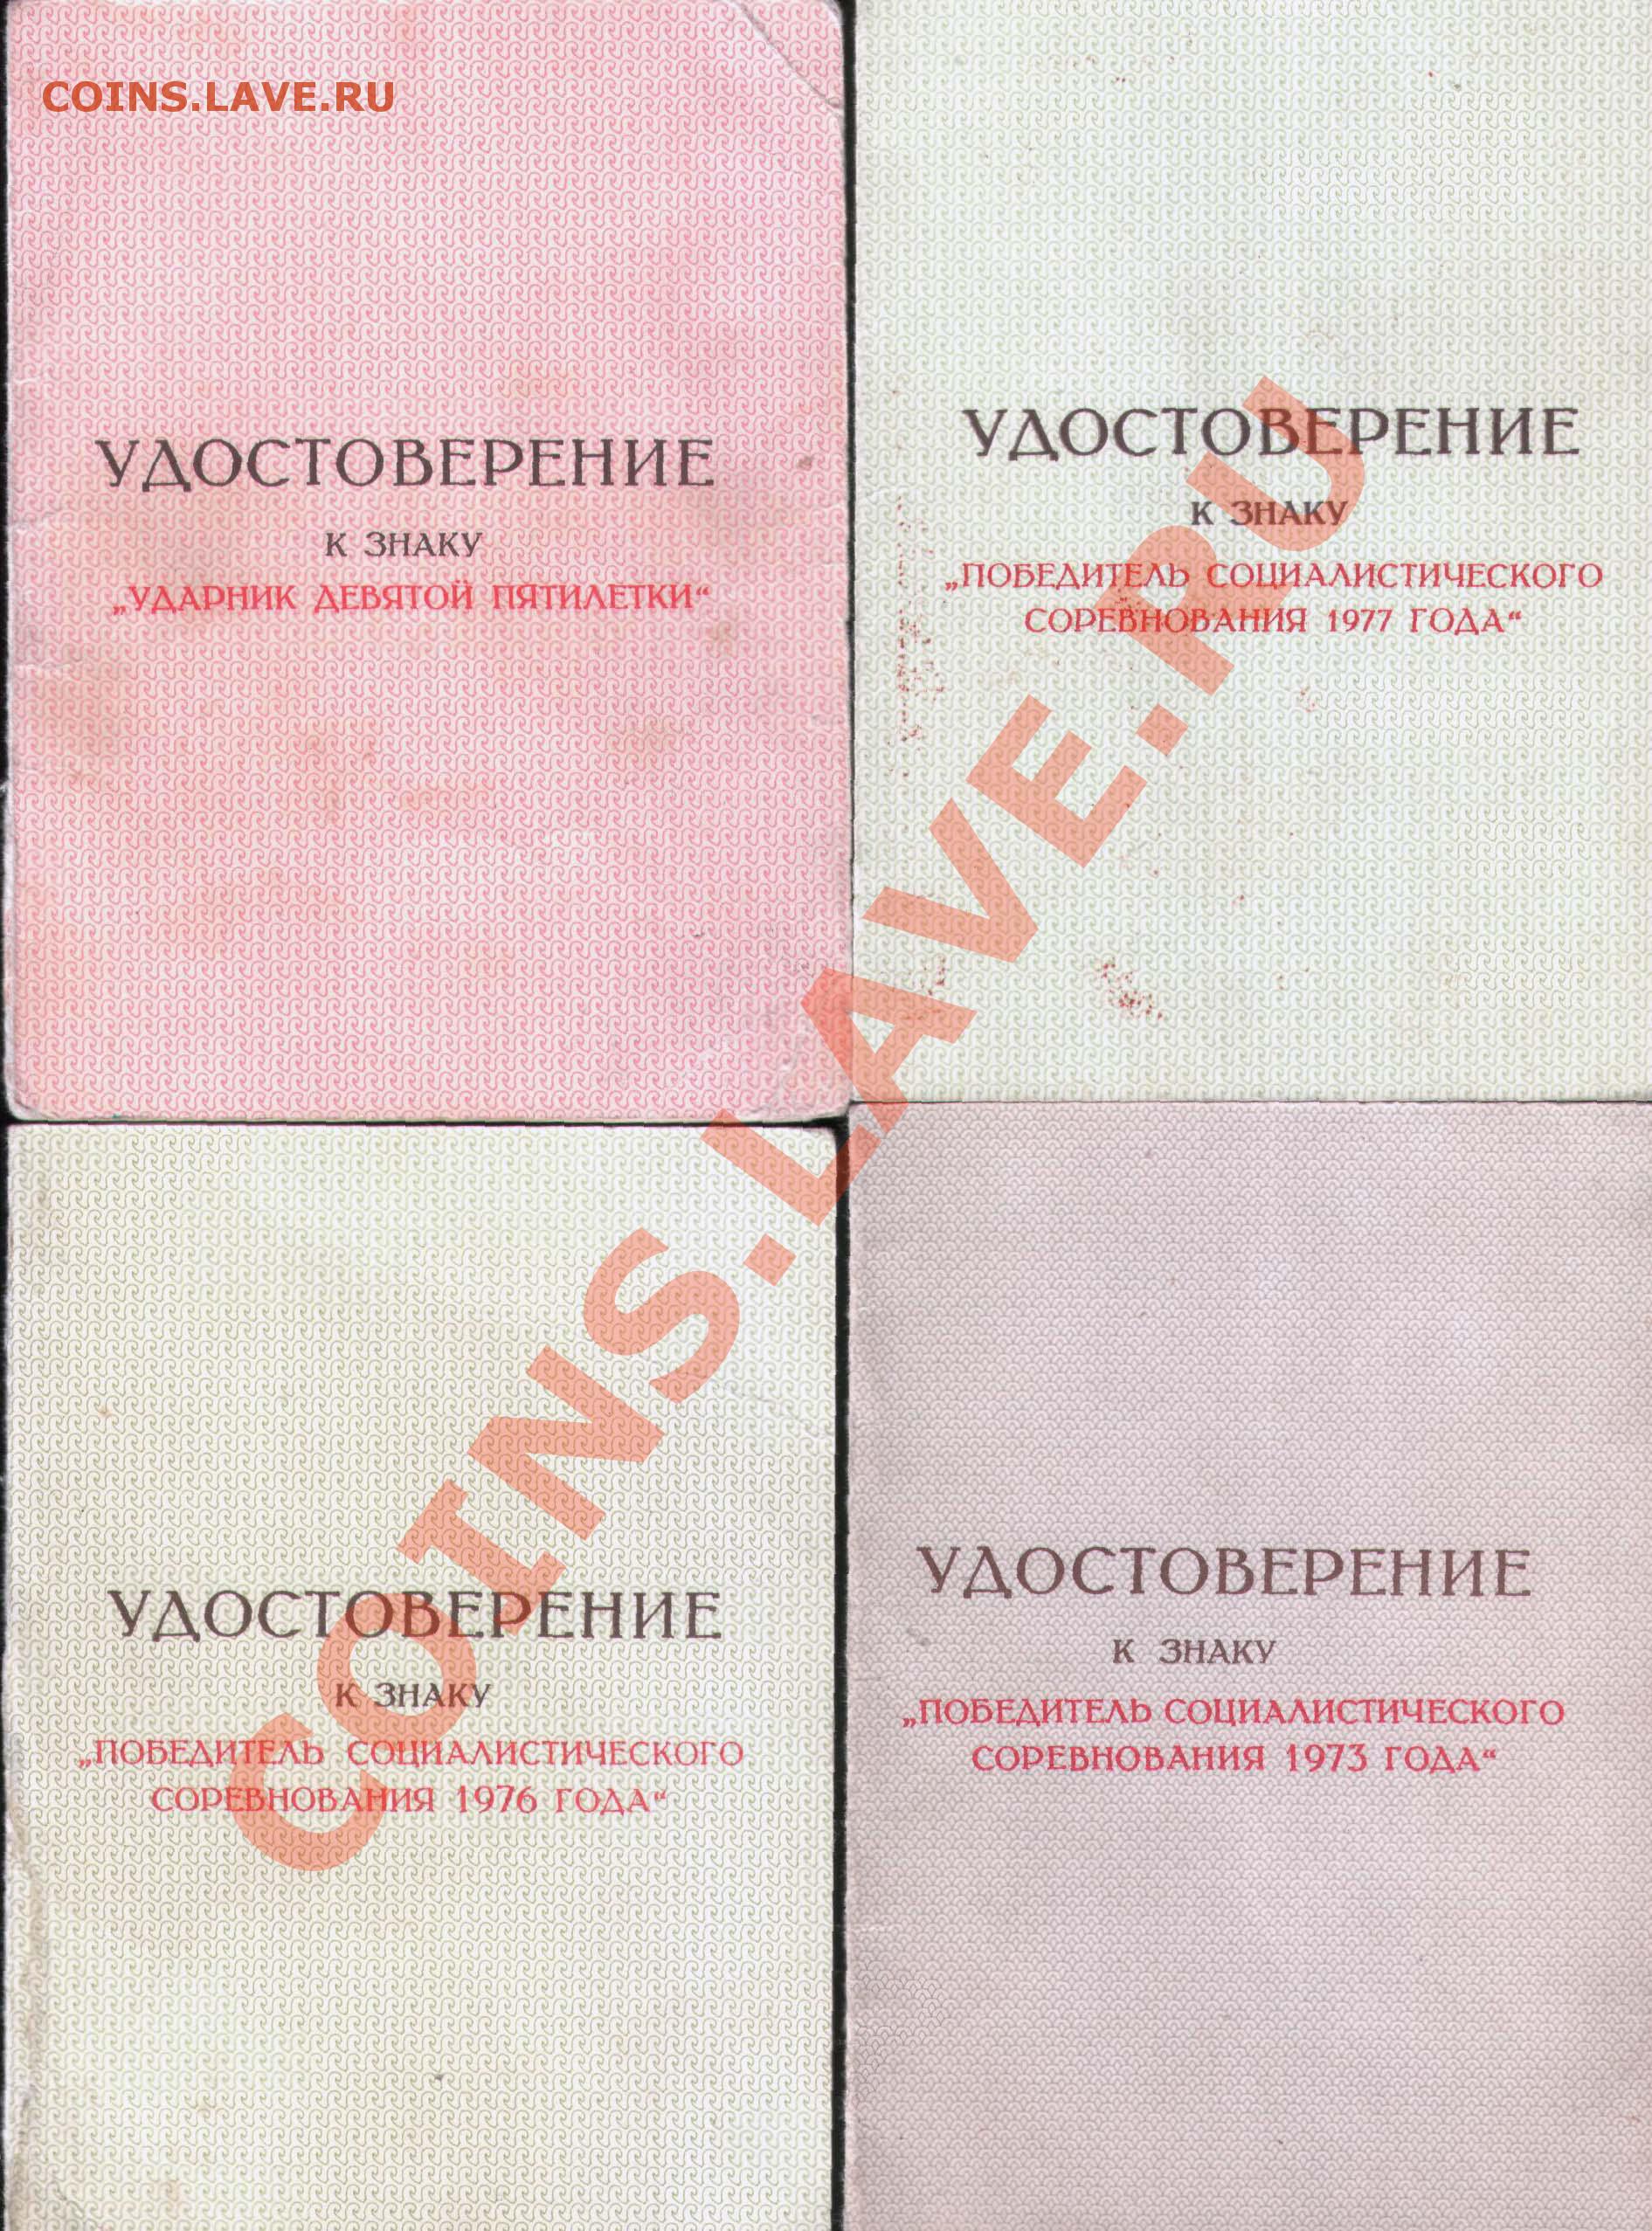 COINS.LAVE.RU
УДОСТОВЕРЕНИЕ
К ЗНАКУ
„УДАРНИК ДЕВЯТОЙ ПЯТИЛЕТКИ“
УДОСТОВЕРЕНИЕ
К ЗНАКУ
„ПОБЕДИТЕЛЬ СОЦИАЛИСТИЧЕСКОГО
СОРЕВНОВАНИЯ 1977 ГОДА“
УДОСТОВЕРЕНИЕ
К ЗНАКУ
„ПОБЕДИТЕЛЬ СОЦИАЛИСТИЧЕСКОГО
СОРЕВНОВАНИЯ 1976 ГОДА“
УДОСТОВЕРЕНИЕ
К ЗНАКУ
„ПОБЕДИТЕЛЬ СОЦИАЛИСТИЧЕСКОГО
СОРЕВНОВАНИЯ 1973 ГОДА“
COINS.LAVE.RU